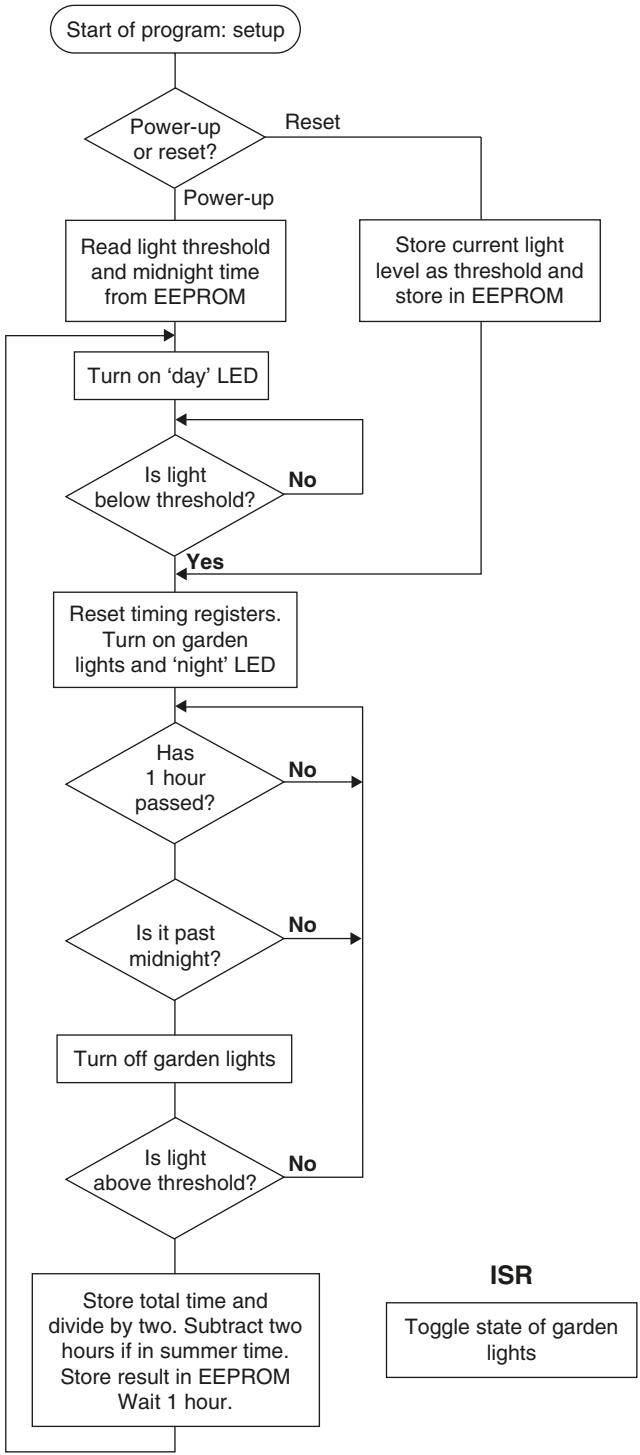 Start of program: setup
Power-up
or reset?
Reset
Power-up
Read light threshold
and midnight time
from EEPROM
Store current light
level as threshold and
store in EEPROM
Turn on ‘day’ LED
Is light
below threshold?
No
Yes
Reset timing registers.
Turn on garden
lights and ‘night’ LED
Has
1 hour
passed?
No
Is it past
midnight?
No
Turn off garden lights
Is light
above threshold?
No
Store total time and
divide by two. Subtract two
hours if in summer time.
Store result in EEPROM
Wait 1 hour.
ISR
Toggle state of garden
lights